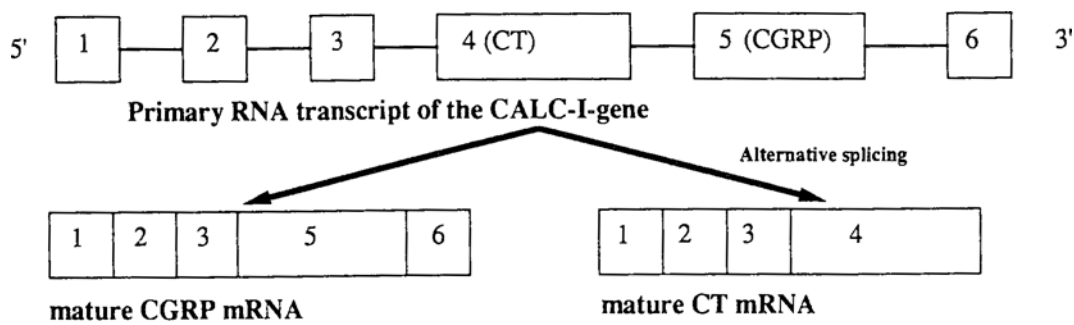 5' 1 2 3 4 (CT) 5 (CGRP) 6 3'
Primary RNA transcript of the CALC-I-gene
Alternative splicing
1 2 3 5 6
mature CGRP mRNA
1 2 3 4
mature CT mRNA